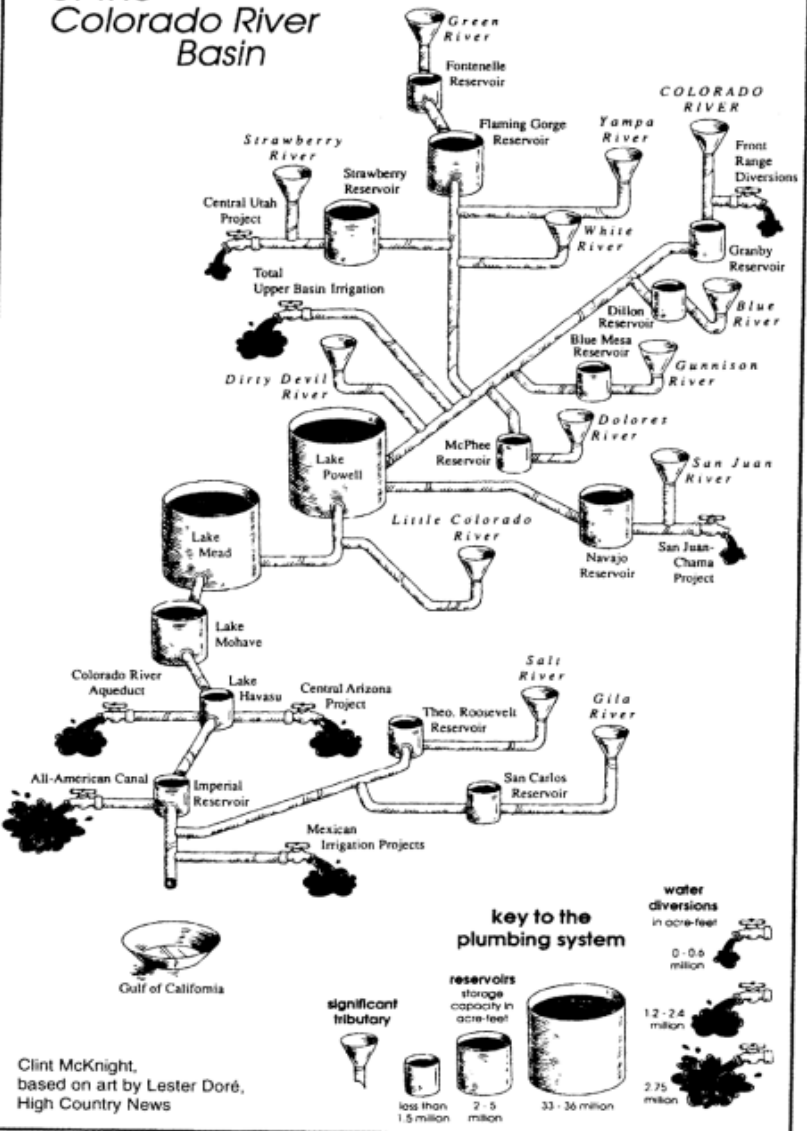 Colorado River
Basin
Green
River
Fontenelle
Reservoir
COLORADO
RIVER
Flaming Gorge
Reservoir
Yampa
River
Front
Range
Diversions
Strawberry
River
Strawberry
Reservoir
Central Utah
Project
White
River
Granby
Reservoir
Total
Upper Basin Irrigation
Dillon
Reservoir
Blue
River
Blue Mesa
Reservoir
Gunnison
River
Dirty Devil
River
Dolores
River
McPhee
Reservoir
Lake
Powell
San Juan
River
Lake
Mead
Little Colorado
River
Navajo
Reservoir
San Juan-
Chama
Project
Lake
Mohave
Colorado River
Aqueduct
Lake
Havasu
Central Arizona
Project
Salt
River
Gila
River
Theo. Roosevelt
Reservoir
All-American Canal
Imperial
Reservoir
San Carlos
Reservoir
Mexican
Irrigation Projects
Gulf of California
key to the
plumbing system
water
diversions
in acre-feet
0 - 0.6
million
1.2 - 2.4
million
2.75
million
significant
tributary
reservoirs
storage
capacity in
acre-feet
less than
1.5 million
2 - 5
million
33 - 36 million
Clint McKnight,
based on art by Lester Doré,
High Country News